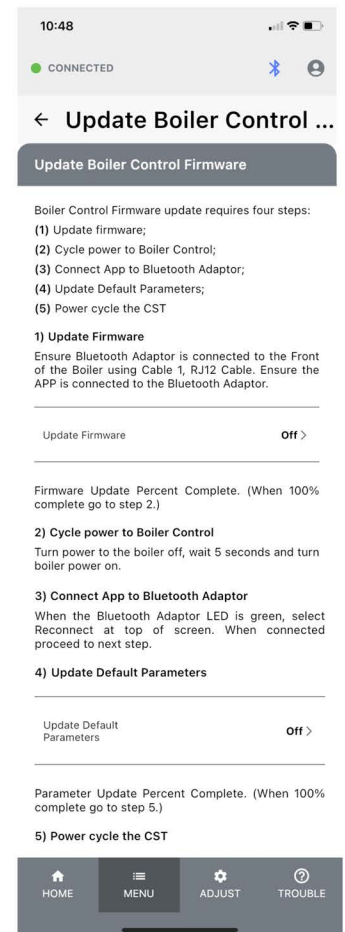 10:48
CONNECTED
← Update Boiler Control ...
Update Boiler Control Firmware
Boiler Control Firmware update requires four steps:
(1) Update firmware;
(2) Cycle power to Boiler Control;
(3) Connect App to Bluetooth Adaptor;
(4) Update Default Parameters;
(5) Power cycle the CST
1) Update Firmware
Ensure Bluetooth Adaptor is connected to the Front
of the Boiler using Cable 1, RJ12 Cable. Ensure the
APP is connected to the Bluetooth Adaptor.
Update Firmware Off >
Firmware Update Percent Complete. (When 100%
complete go to step 2.)
2) Cycle power to Boiler Control
Turn power to the boiler off, wait 5 seconds and turn
boiler power on.
3) Connect App to Bluetooth Adaptor
When the Bluetooth Adaptor LED is green, select
Reconnect at top of screen. When connected
proceed to next step.
4) Update Default Parameters
Update Default
Parameters Off >
Parameter Update Percent Complete. (When 100%
complete go to step 5.)
5) Power cycle the CST
HOME MENU ADJUST TROUBLE